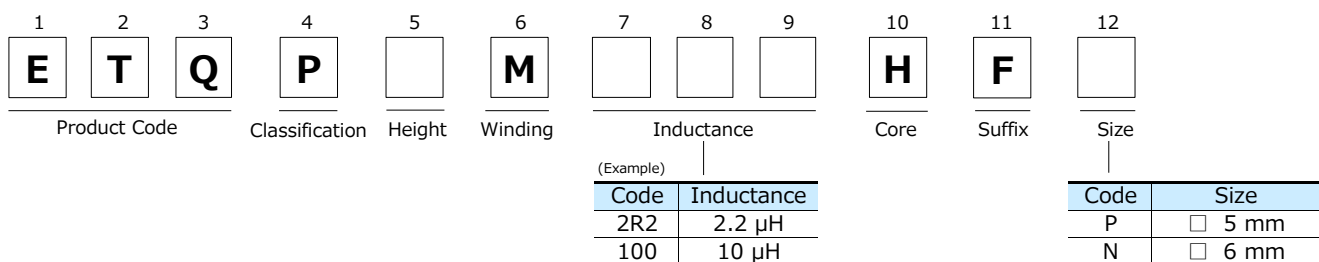 1 2 3 4 5 6 7 8 9 10 11 12
E T Q P M H F
Product Code Classification Height Winding Inductance Core Suffix Size
(Example)
Code Inductance
2R2 2.2 µH
100 10 µH
Code Size
P □ 5 mm
N □ 6 mm